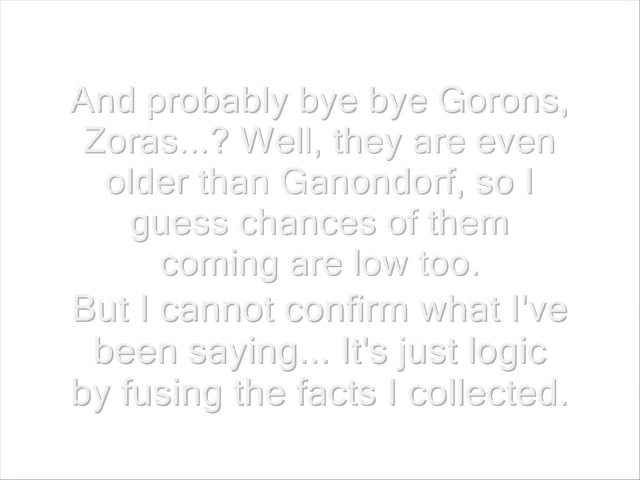 And probably bye bye Gorons,
Zoras...? Well, they are even
older than Ganondorf, so I
guess chances of them
coming are low too.
But I cannot confirm what I've
been saying... It's just logic
by fusing the facts I collected.